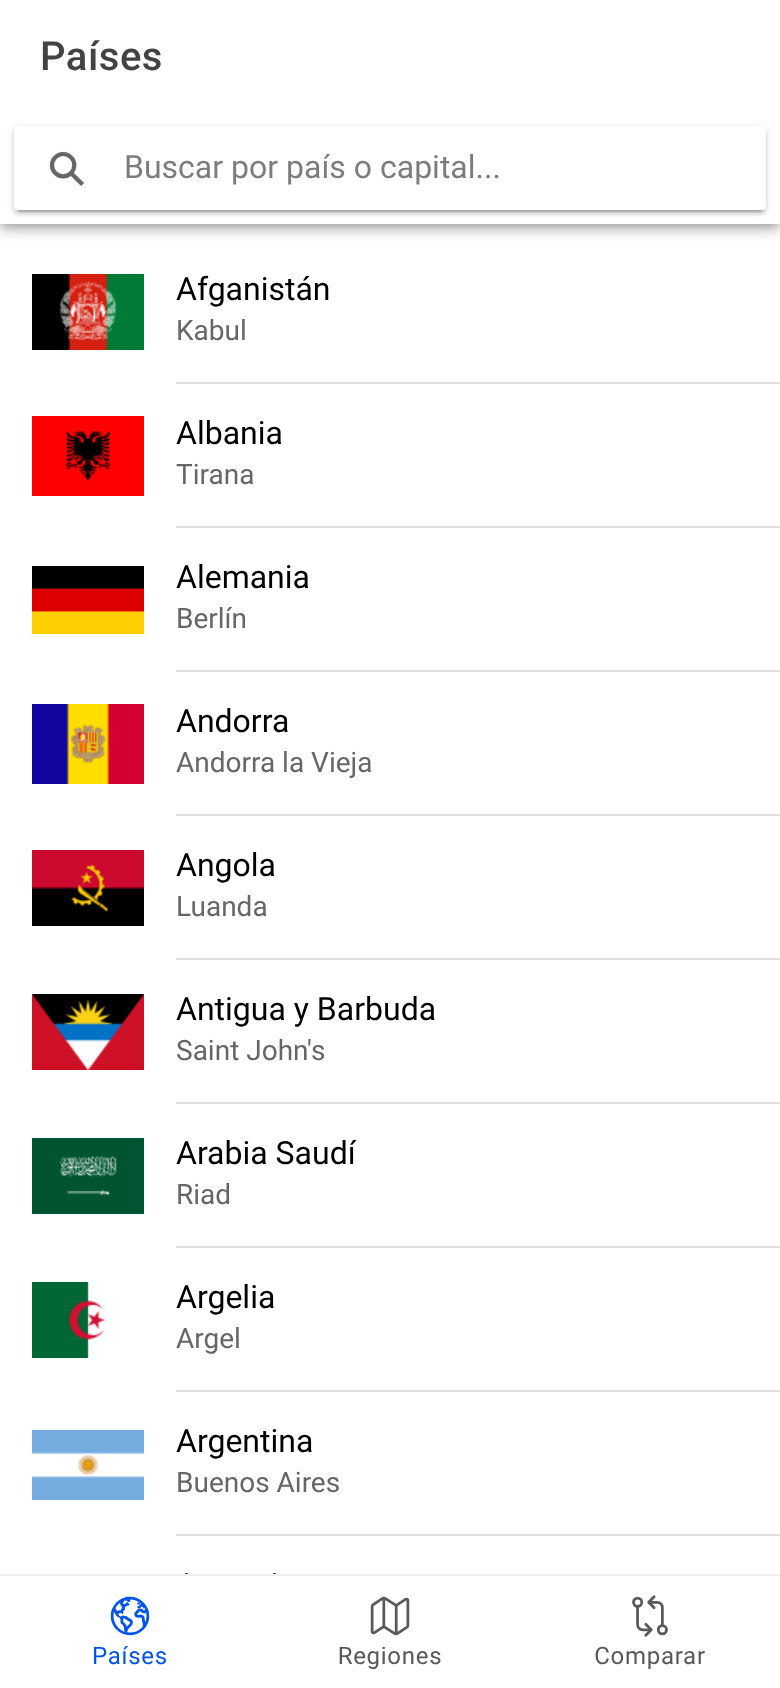 Países
Buscar por país o capital...
Afganistán
Kabul
Albania
Tirana
Alemania
Berlín
Andorra
Andorra la Vieja
Angola
Luanda
Antigua y Barbuda
Saint John's
Arabia Saudí
Riad
Argelia
Argel
Argentina
Buenos Aires
Países
Regiones
Comparar